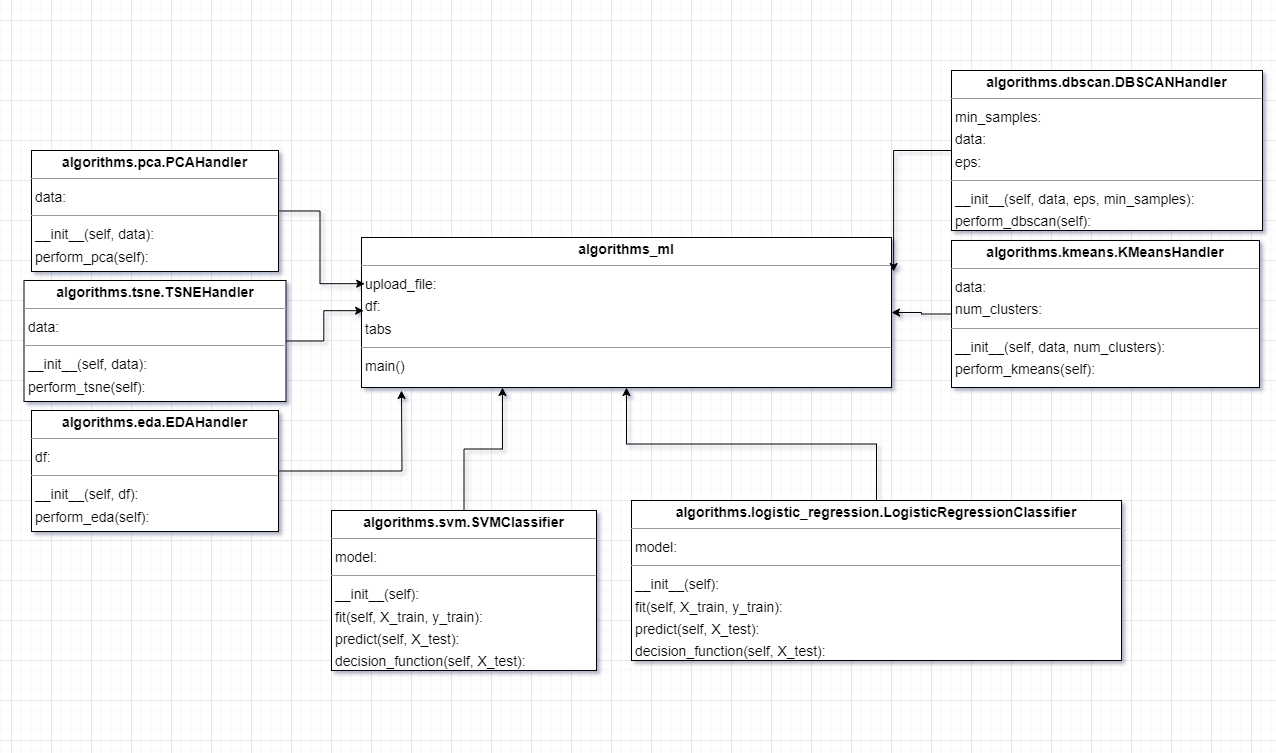 algorithms.pca.PCAHandler
data:
__init__(self, data):
perform_pca(self):
algorithms.tsne.TSNEHandler
data:
__init__(self, data):
perform_tsne(self):
algorithms.eda.EDAHandler
df:
__init__(self, df):
perform_eda(self):
algorithms_ml
upload_file:
df:
tabs
main()
algorithms.dbscan.DBSCANHandler
min_samples:
data:
eps:
__init__(self, data, eps, min_samples):
perform_dbscan(self):
algorithms.kmeans.KMeansHandler
data:
num_clusters:
__init__(self, data, num_clusters):
perform_kmeans(self):
algorithms.svm.SVMClassifier
model:
__init__(self):
fit(self, X_train, y_train):
predict(self, X_test):
decision_function(self, X_test):
algorithms.logistic_regression.LogisticRegressionClassifier
model:
__init__(self):
fit(self, X_train, y_train):
predict(self, X_test):
decision_function(self, X_test):